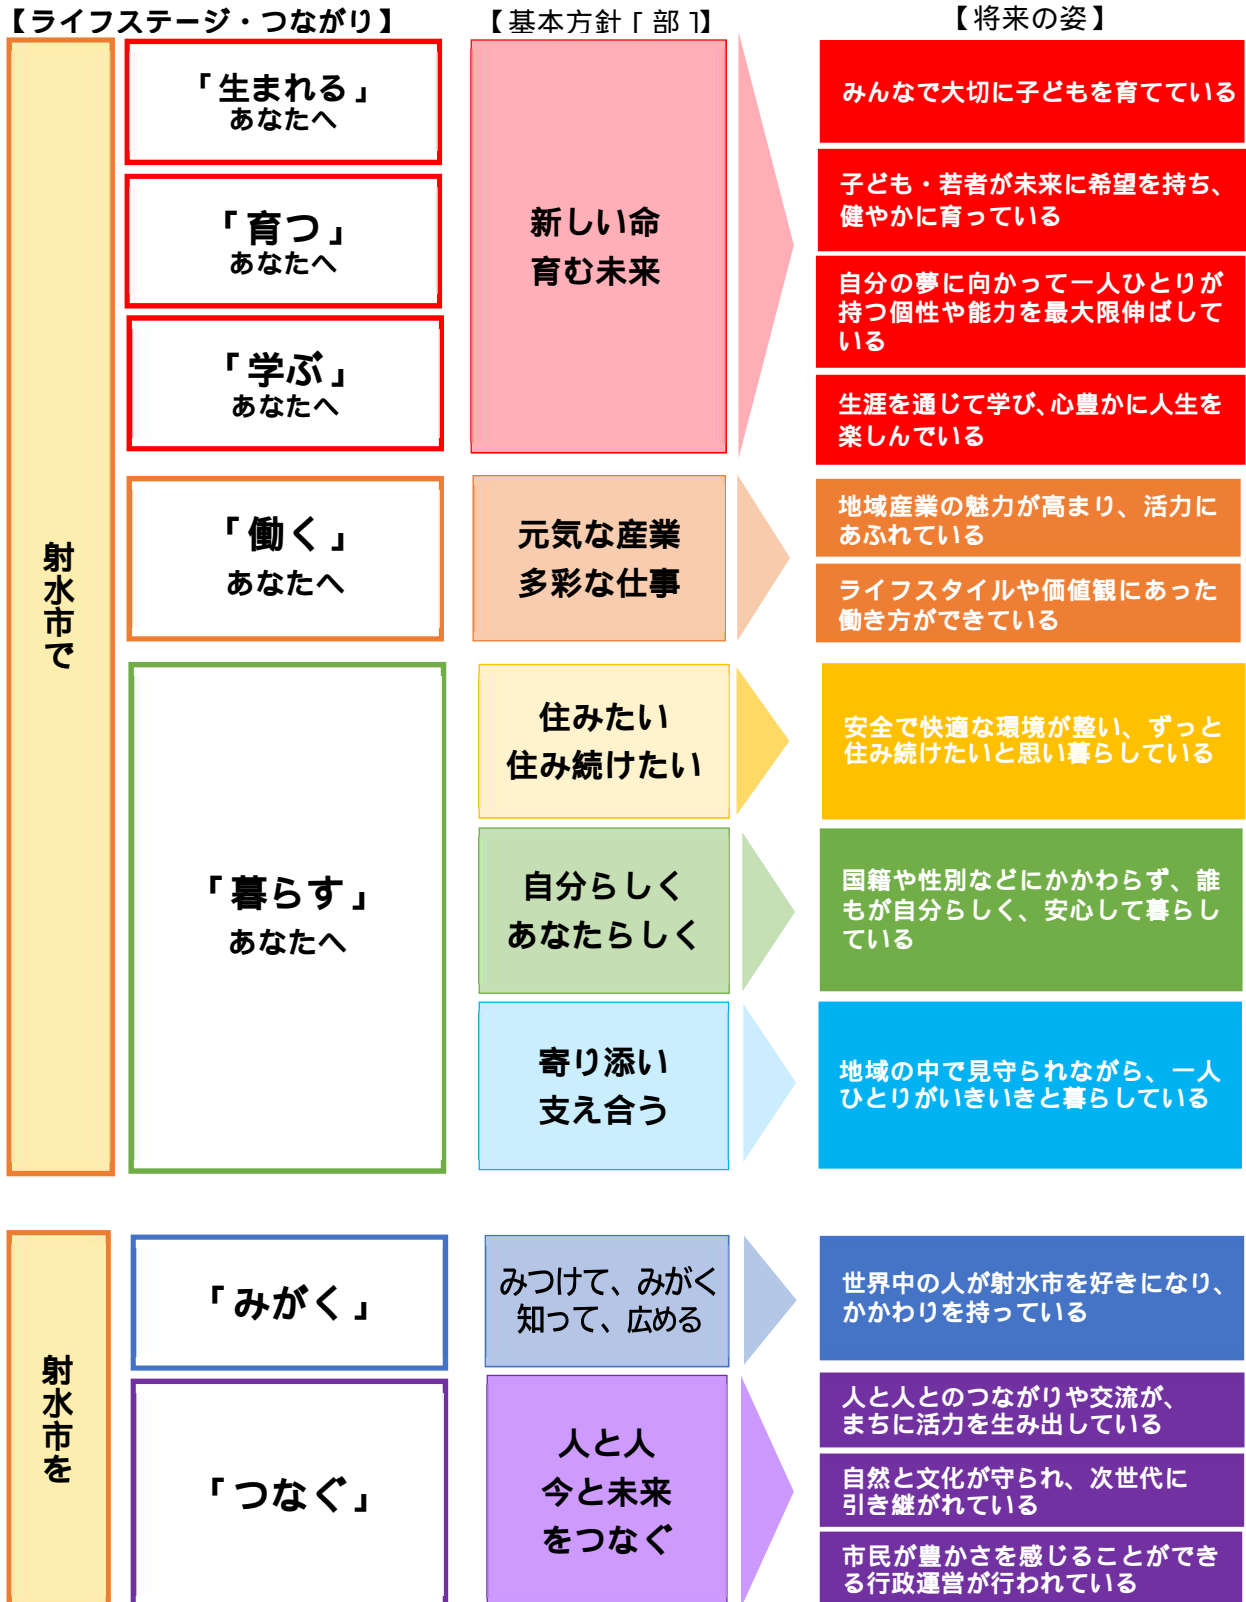 【ライフステージ・つながり】
【基本方針「部」】
【将来の姿】
射水市で
「生まれる」
あなたへ
「育つ」
あなたへ
「学ぶ」
あなたへ
新しい命
育む未来
みんなで大切に子どもを育てている
子ども・若者が未来に希望を持ち、
健やかに育っている
自分の夢に向かって一人ひとりが
持つ個性や能力を最大限伸ばして
いる
生涯を通じて学び、心豊かに人生を
楽しんでいる
「働く」
あなたへ
元気な産業
多彩な仕事
地域産業の魅力が高まり、活力に
あふれている
ライフスタイルや価値観にあった
働き方ができている
「暮らす」
あなたへ
住みたい
住み続けたい
安全で快適な環境が整い、ずっと
住み続けたいと思い暮らしている
自分らしく
あなたらしく
国籍や性別などにかかわらず、誰
もが自分らしく、安心して暮らし
ている
寄り添い
支え合う
地域の中で見守られながら、一人
ひとりがいきいきと暮らしている
射水市を
「みがく」
みつけて、みがく
知って、広める
世界中の人が射水市を好きになり、
かかわりを持っている
「つなぐ」
人と人
今と未来
をつなぐ
人と人とのつながりや交流が、
まちに活力を生み出している
自然と文化が守られ、次世代に
引き継がれている
市民が豊かさを感じることができ
る行政運営が行われている